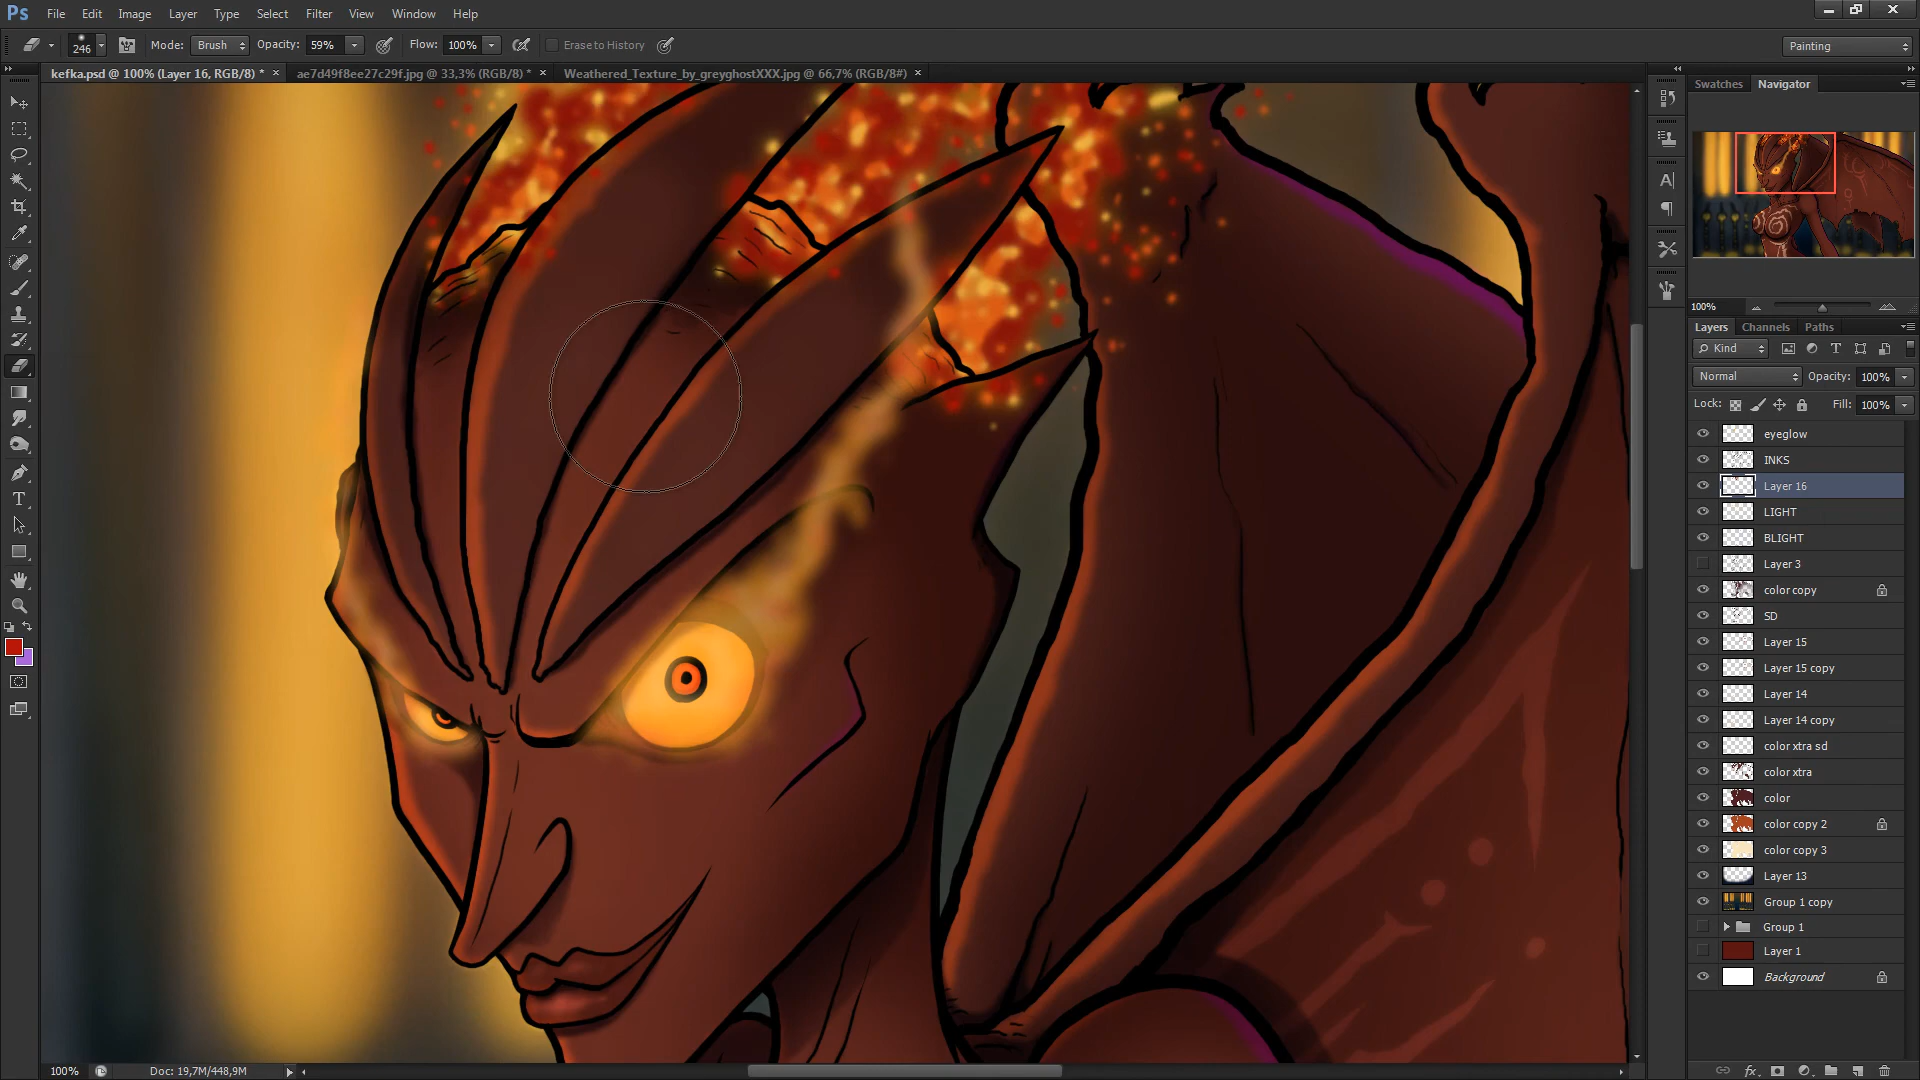 Ps File Edit Image Layer Type Select Filter View Window Help
246 Mode: Brush Opacity: 59% Flow: 100% Erase to History Painting
kefka.psd @ 100% (Layer 16, RGB/8) * × ae7d49f8ee27c29f.jpg @ 33,3% (RGB/8) * × Weathered_Texture_by_greyghostXXX.jpg @ 66,7% (RGB/8#) ×
Swatches Navigator
100%
Layers Channels Paths
Kind
Normal Opacity: 100%
Lock: Fill: 100%
eyeglow
INKS
Layer 16
LIGHT
BLIGHT
Layer 3
color copy
SD
Layer 15
Layer 15 copy
Layer 14
Layer 14 copy
color xtra sd
color xtra
color
color copy 2
color copy 3
Layer 13
Group 1 copy
Group 1
Layer 1
Background
100% Doc: 19,7M/448,9M